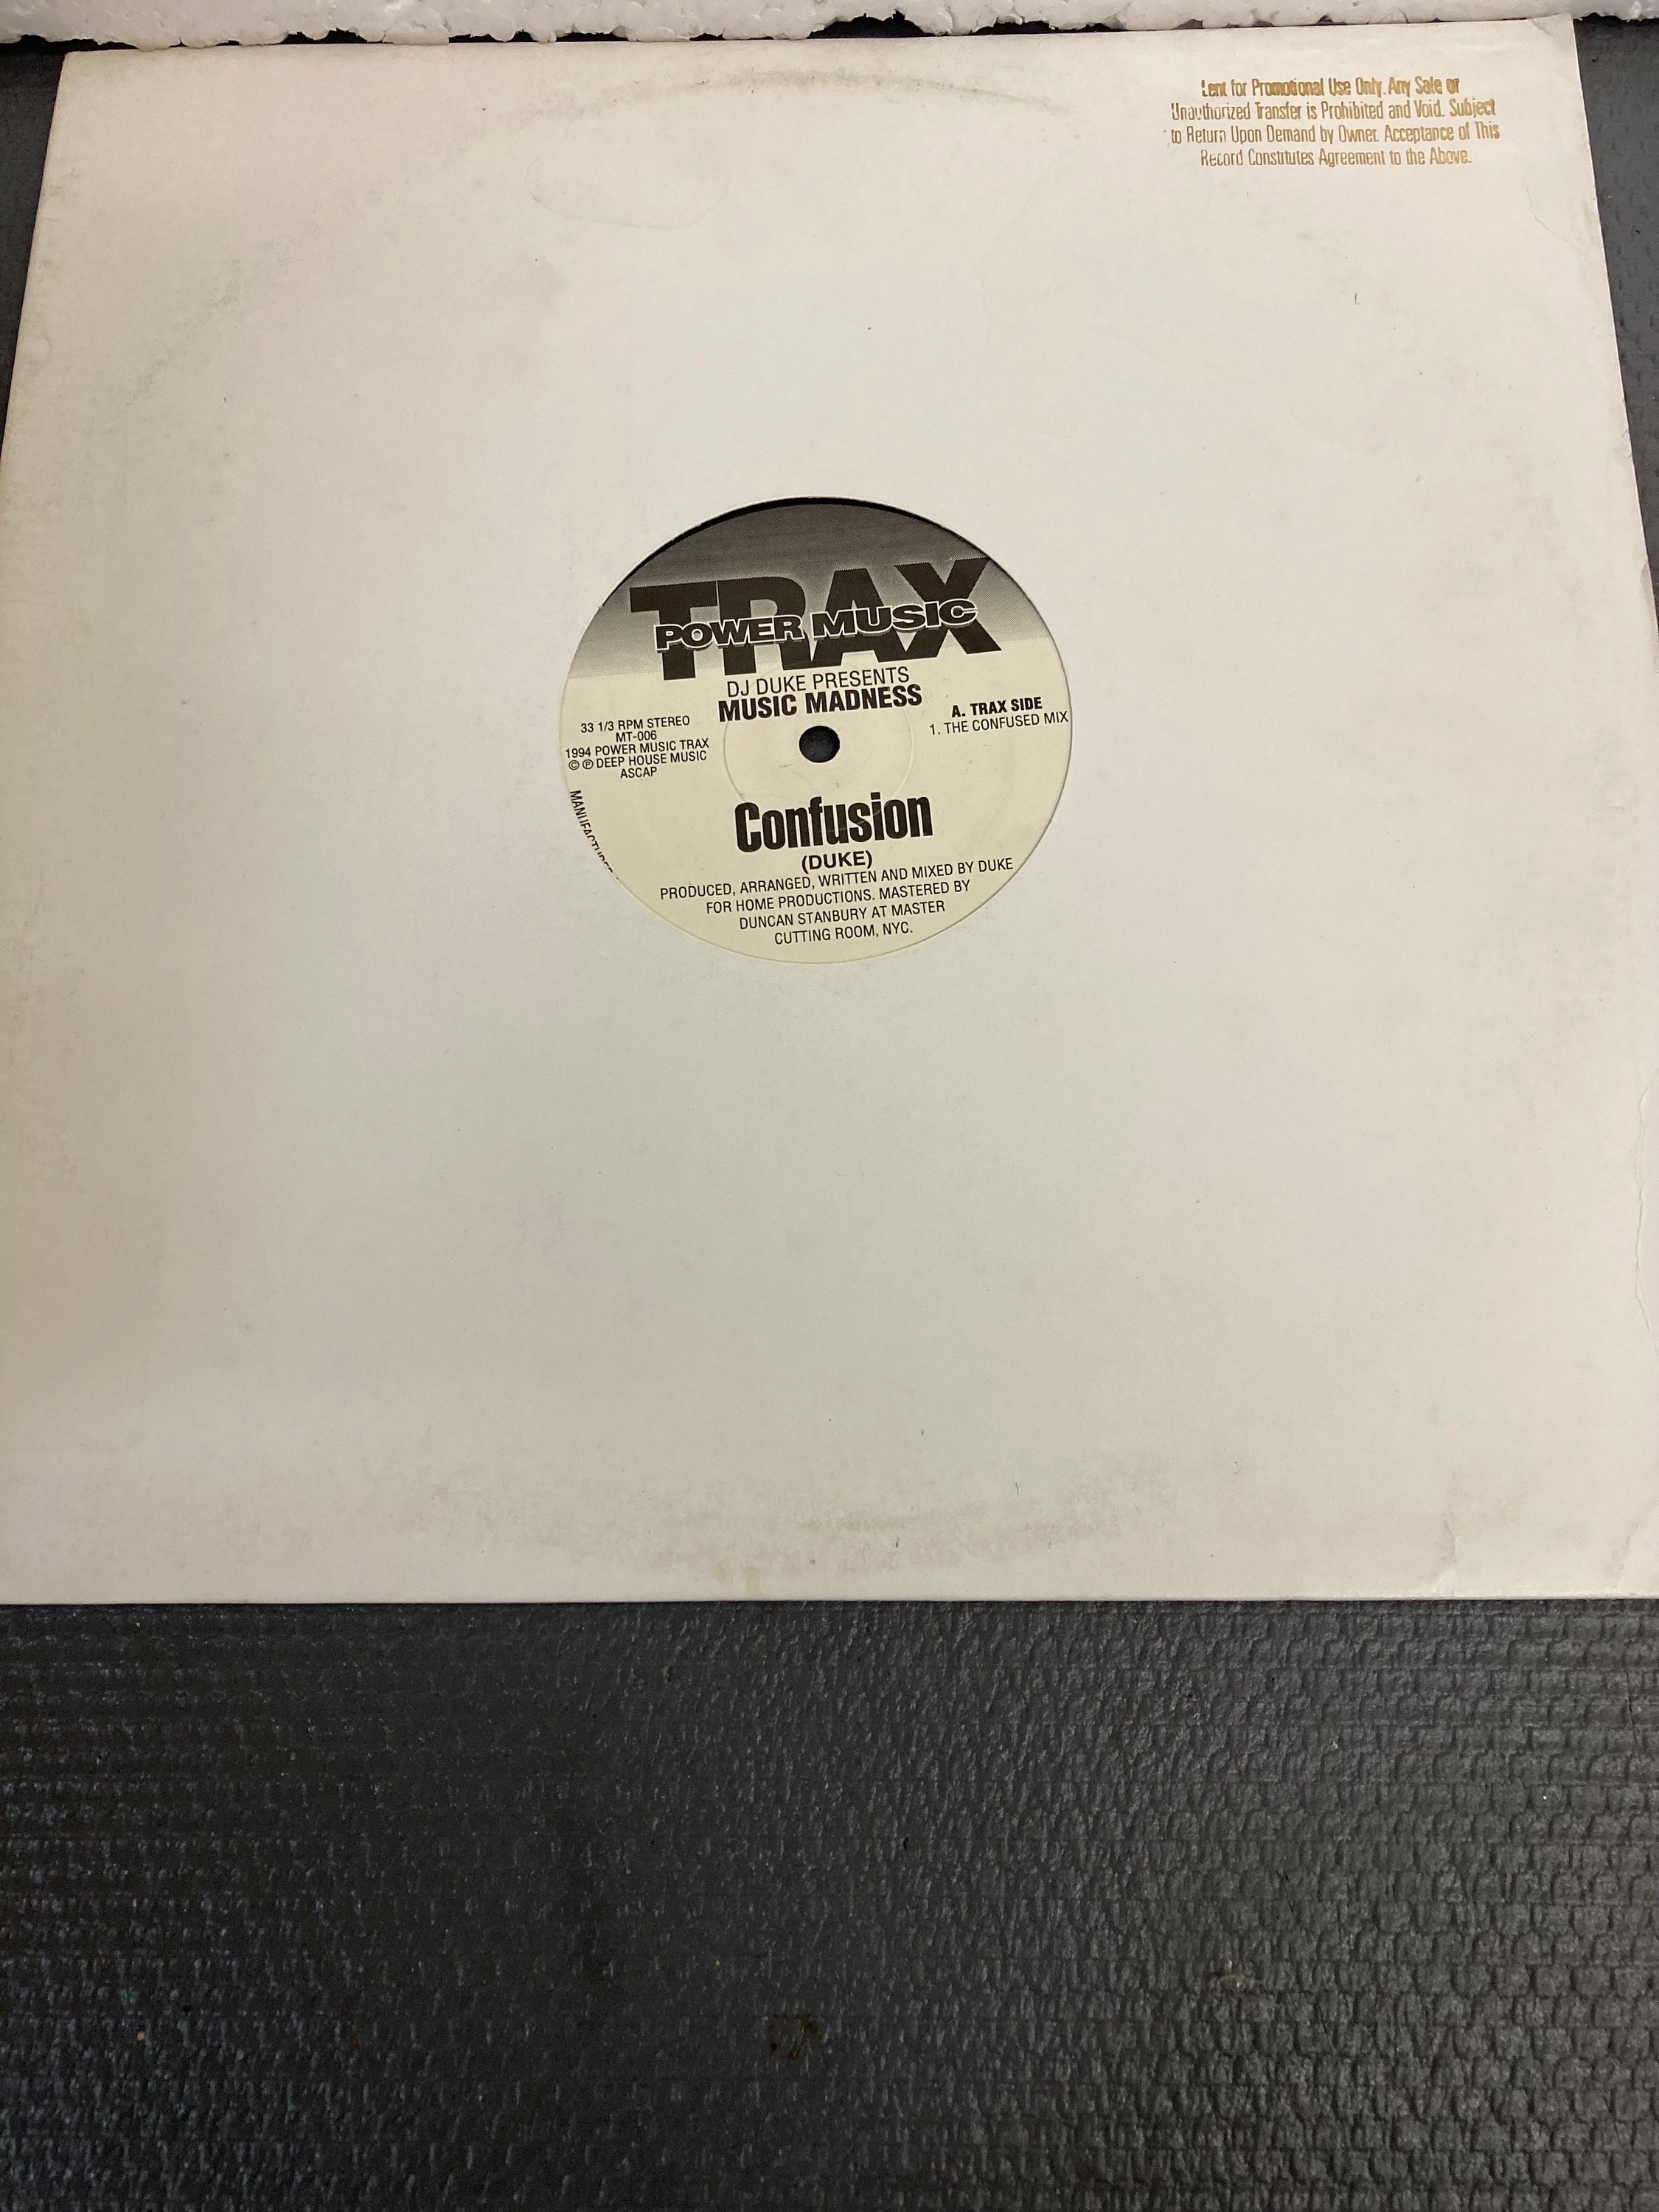 Lent for Promotional Use Only. Any Sale or
Unauthorized Transfer is Prohibited and Void. Subject
to Return Upon Demand by Owner. Acceptance of This
Record Constitutes Agreement to the Above.
TRAX
POWER MUSIC
DJ DUKE PRESENTS
MUSIC MADNESS
33 1/3 RPM STEREO
MT-006
1994 POWER MUSIC TRAX
© ℗ DEEP HOUSE MUSIC
ASCAP
A. TRAX SIDE
1. THE CONFUSED MIX
Confusion
(DUKE)
PRODUCED, ARRANGED, WRITTEN AND MIXED BY DUKE
FOR HOME PRODUCTIONS. MASTERED BY
DUNCAN STANBURY AT MASTER
CUTTING ROOM, NYC.